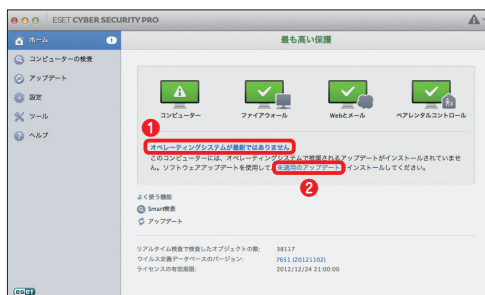 ESET CYBER SECURITY PRO
ホーム
1
最も高い保護
コンピューターの検査
アップデート
設定
ツール
ヘルプ
コンピューター
ファイアウォール
Webとメール
ペアレンタルコントロール
1
オペレーティングシステムが最新ではありません
このコンピューターには、オペレーティングシステムで推奨されるアップデートがインストールされていませ
ん。ソフトウェアアップデートを使用して、未適用のアップデート インストールしてください。
2
よく使う機能
Smart検査
アップデート
リアルタイム検査で検査したオブジェクトの数: 38117
ウイルス定義データベースのバージョン: 7651 (20121102)
ライセンスの有効期限: 2012/12/24 21:00:00
eset